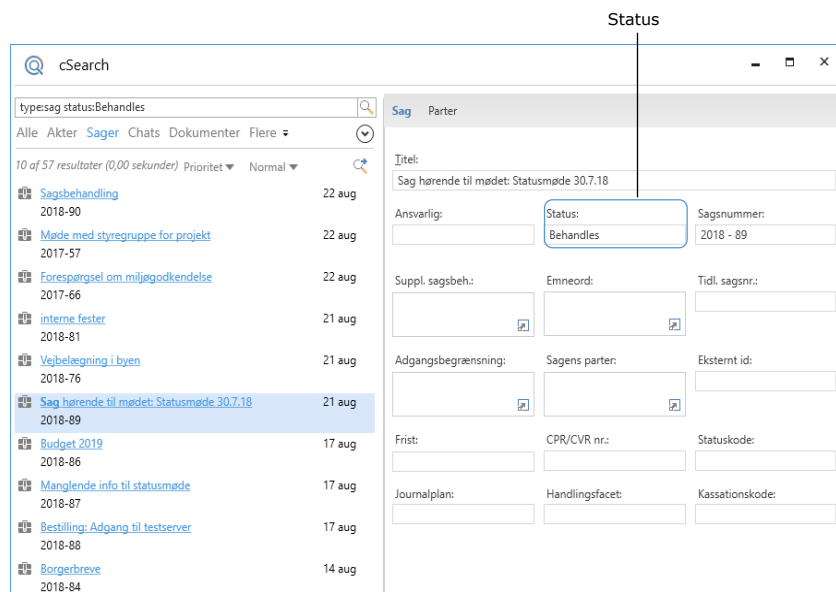 Status
cSearch
type:sag status:Behandles
Alle Akter Sager Chats Dokumenter Flere
10 af 57 resultater (0,00 sekunder) Prioritet Normal
Sagsbehandling 22 aug
2018-90
Møde med styregruppe for projekt 22 aug
2017-57
Forespørgsel om miljøgodkendelse 22 aug
2017-66
interne fester 21 aug
2018-81
Vejbelægning i byen 21 aug
2018-76
Sag hørende til mødet: Statusmøde 30.7.18 21 aug
2018-89
Budget 2019 17 aug
2018-86
Manglende info til statusmøde 17 aug
2018-87
Bestilling: Adgang til testserver 17 aug
2018-88
Borgerbreve 14 aug
2018-84
Sag Parter
Titel:
Sag hørende til mødet: Statusmøde 30.7.18
Ansvarlig: Status: Sagsnummer:
Behandles 2018 - 89
Suppl. sagsbeh.: Emneord: Tidl. sagsnr.:
Adgangsbegrænsning: Sagens parter: Eksternt id:
Frist: CPR/CVR nr.: Statuskode:
Journalplan: Handlingsfacet: Kassationskode: